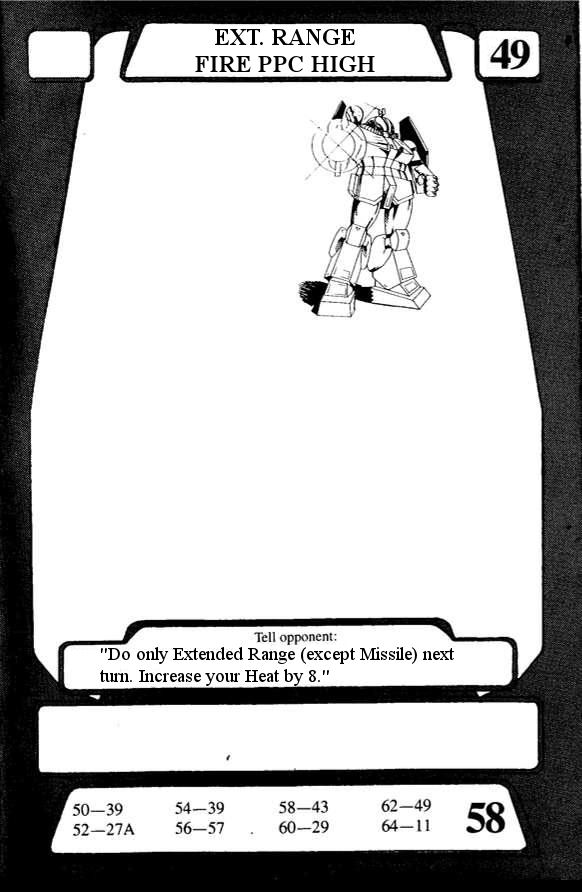 EXT. RANGE
FIRE PPC HIGH
49
Tell opponent:
"Do only Extended Range (except Missile) next
turn. Increase your Heat by 8."
50—39 54—39 58—43 62—49
52—27A 56—57 60—29 64—11
58